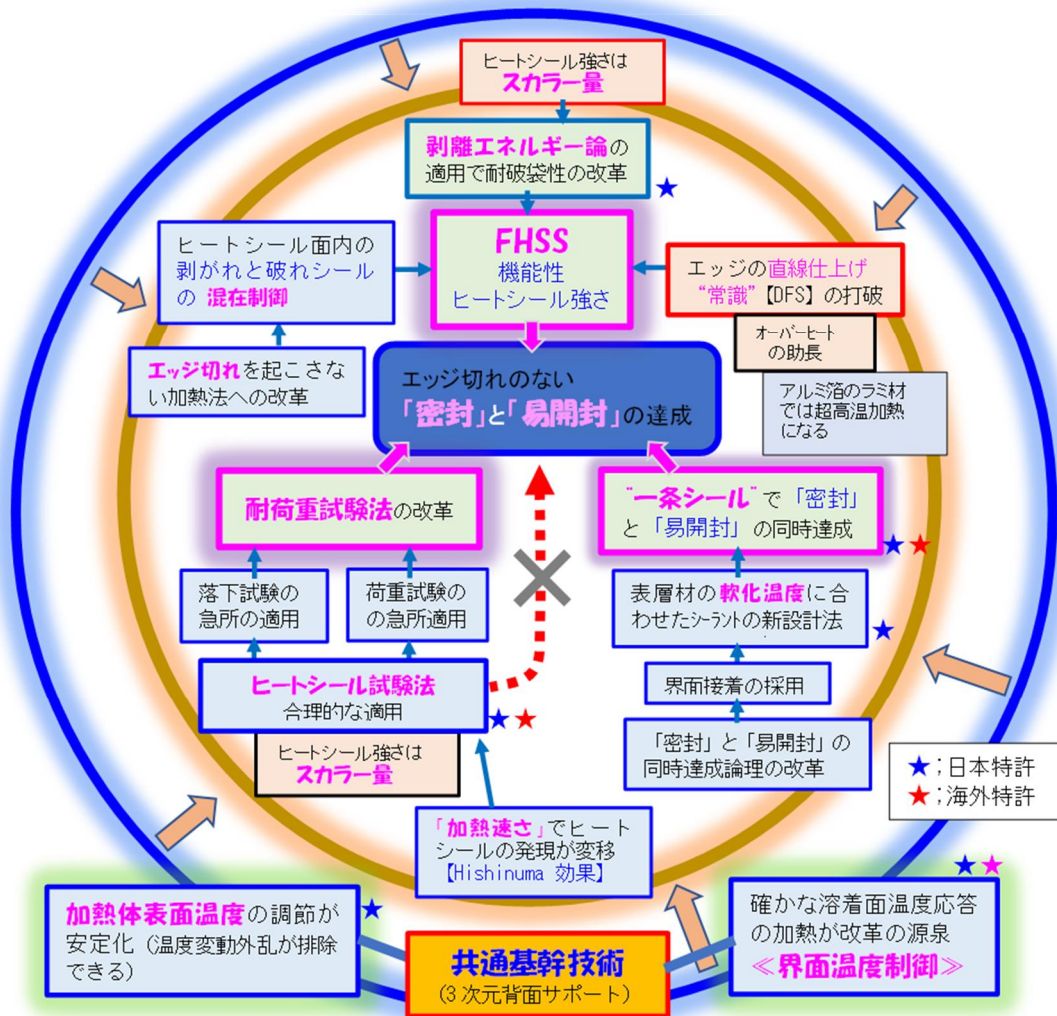 ヒートシール強さは
スカラー量
剥離エネルギー論の
適用で耐破袋性の改革
★
FHSS
機能性
ヒートシール強さ
ヒートシール面内の
剥がれと破れシール
の 混在制御
エッジの直線仕上げ
“常識”【DFS】の打破
オーバーヒート
の助長
アルミ箔のラミ材
では超高温加熱
になる
エッジ切れを起こさな
い加熱法への改革
エッジ切れのない
「密封」と「易開封」の達成
耐荷重試験法の改革
“一条シール”で「密封」
と「易開封」の同時達成
★★
落下試験の
急所の適用
荷重試験の
の急所適用
表層材の軟化温度に合
わせたシーラントの新設計法
★
ヒートシール試験法
合理的な適用
★★
界面接着の採用
ヒートシール強さは
スカラー量
「密封」と「易開封」の
同時達成論理の改革
★；日本特許
★；海外特許
「加熱速さ」でヒート
シールの発現が変移
【Hishinuma 効果】
加熱体表面温度の調節が
安定化（温度変動外乱が排除
できる）
★
共通基幹技術
(3次元背面サポート)
★★
確かな溶着面温度応答
の加熱が改革の源泉
≪界面温度制御≫